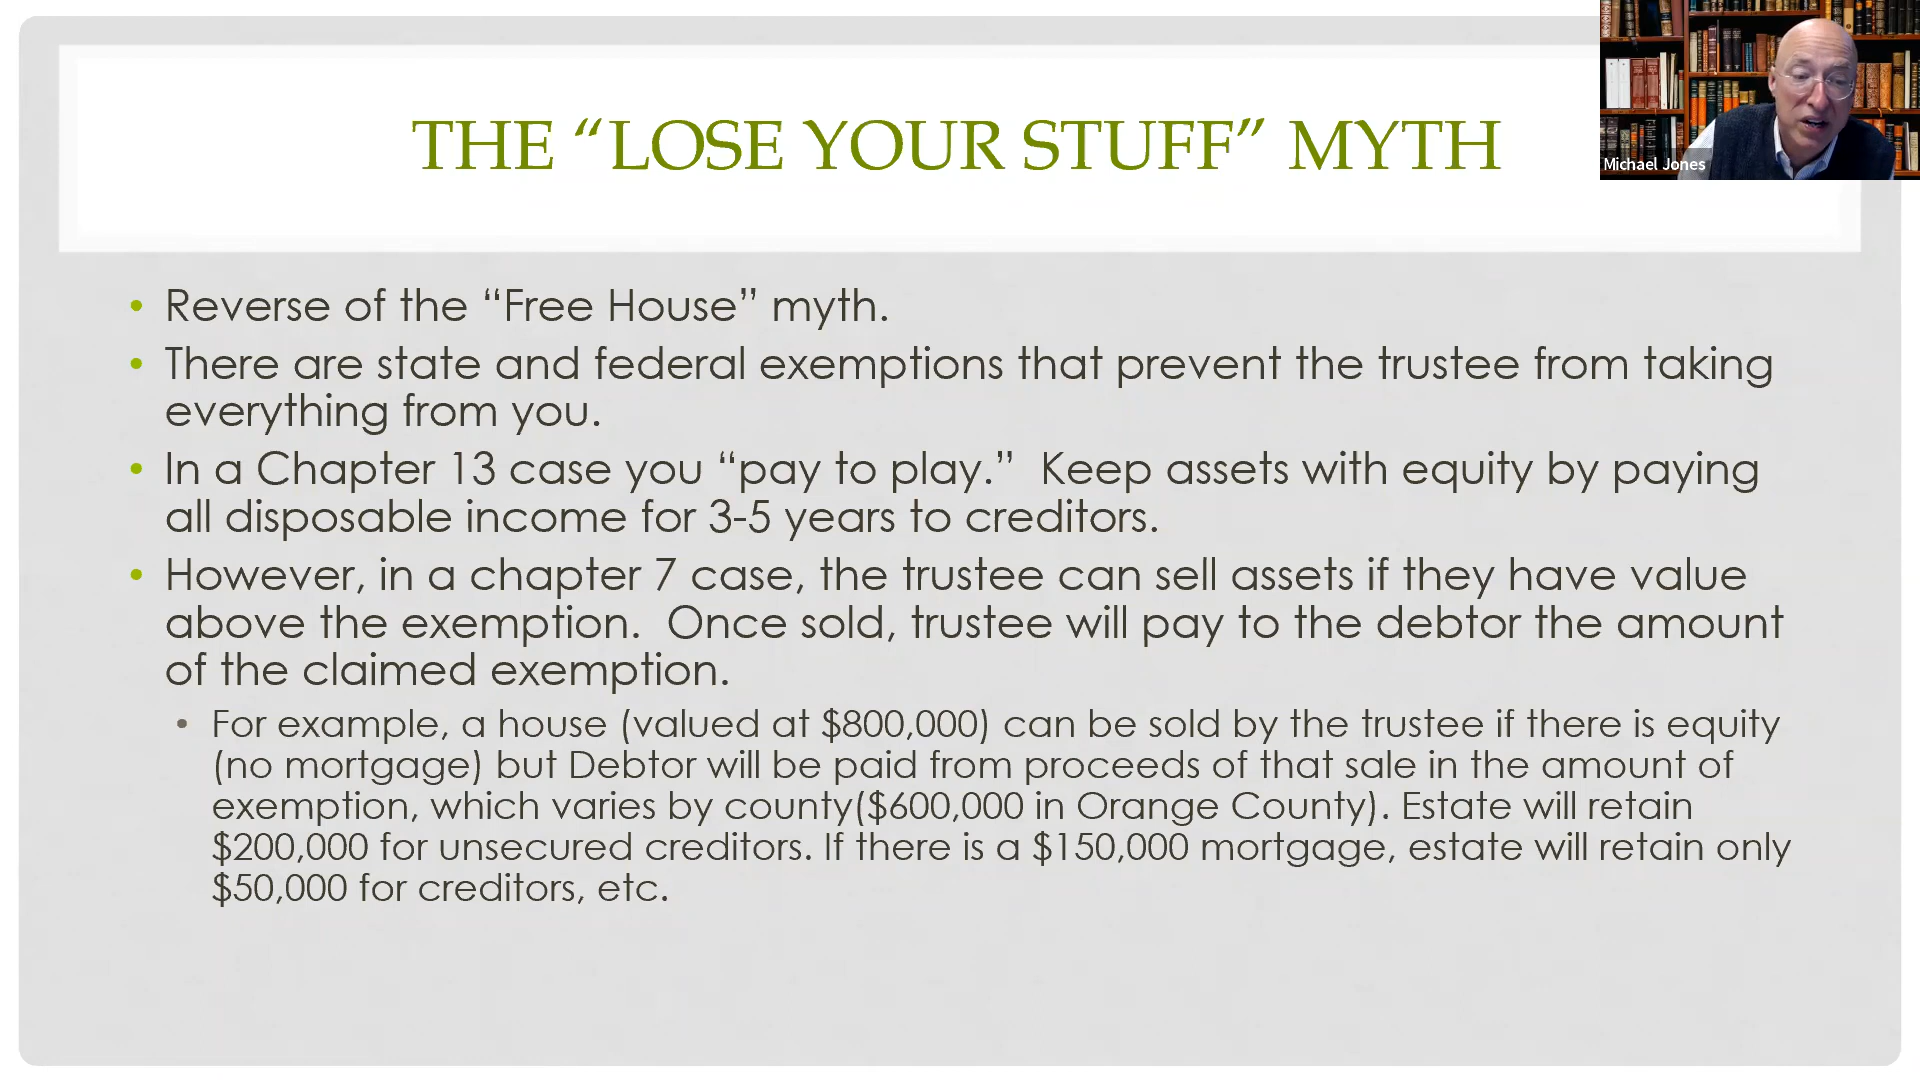 THE “LOSE YOUR STUFF” MYTH
Michael Jones
• Reverse of the “Free House” myth.
• There are state and federal exemptions that prevent the trustee from taking
everything from you.
• In a Chapter 13 case you “pay to play.”  Keep assets with equity by paying
all disposable income for 3-5 years to creditors.
• However, in a chapter 7 case, the trustee can sell assets if they have value
above the exemption.  Once sold, trustee will pay to the debtor the amount
of the claimed exemption.
• For example, a house (valued at $800,000) can be sold by the trustee if there is equity
(no mortgage) but Debtor will be paid from proceeds of that sale in the amount of
exemption, which varies by county($600,000 in Orange County). Estate will retain
$200,000 for unsecured creditors. If there is a $150,000 mortgage, estate will retain only
$50,000 for creditors, etc.